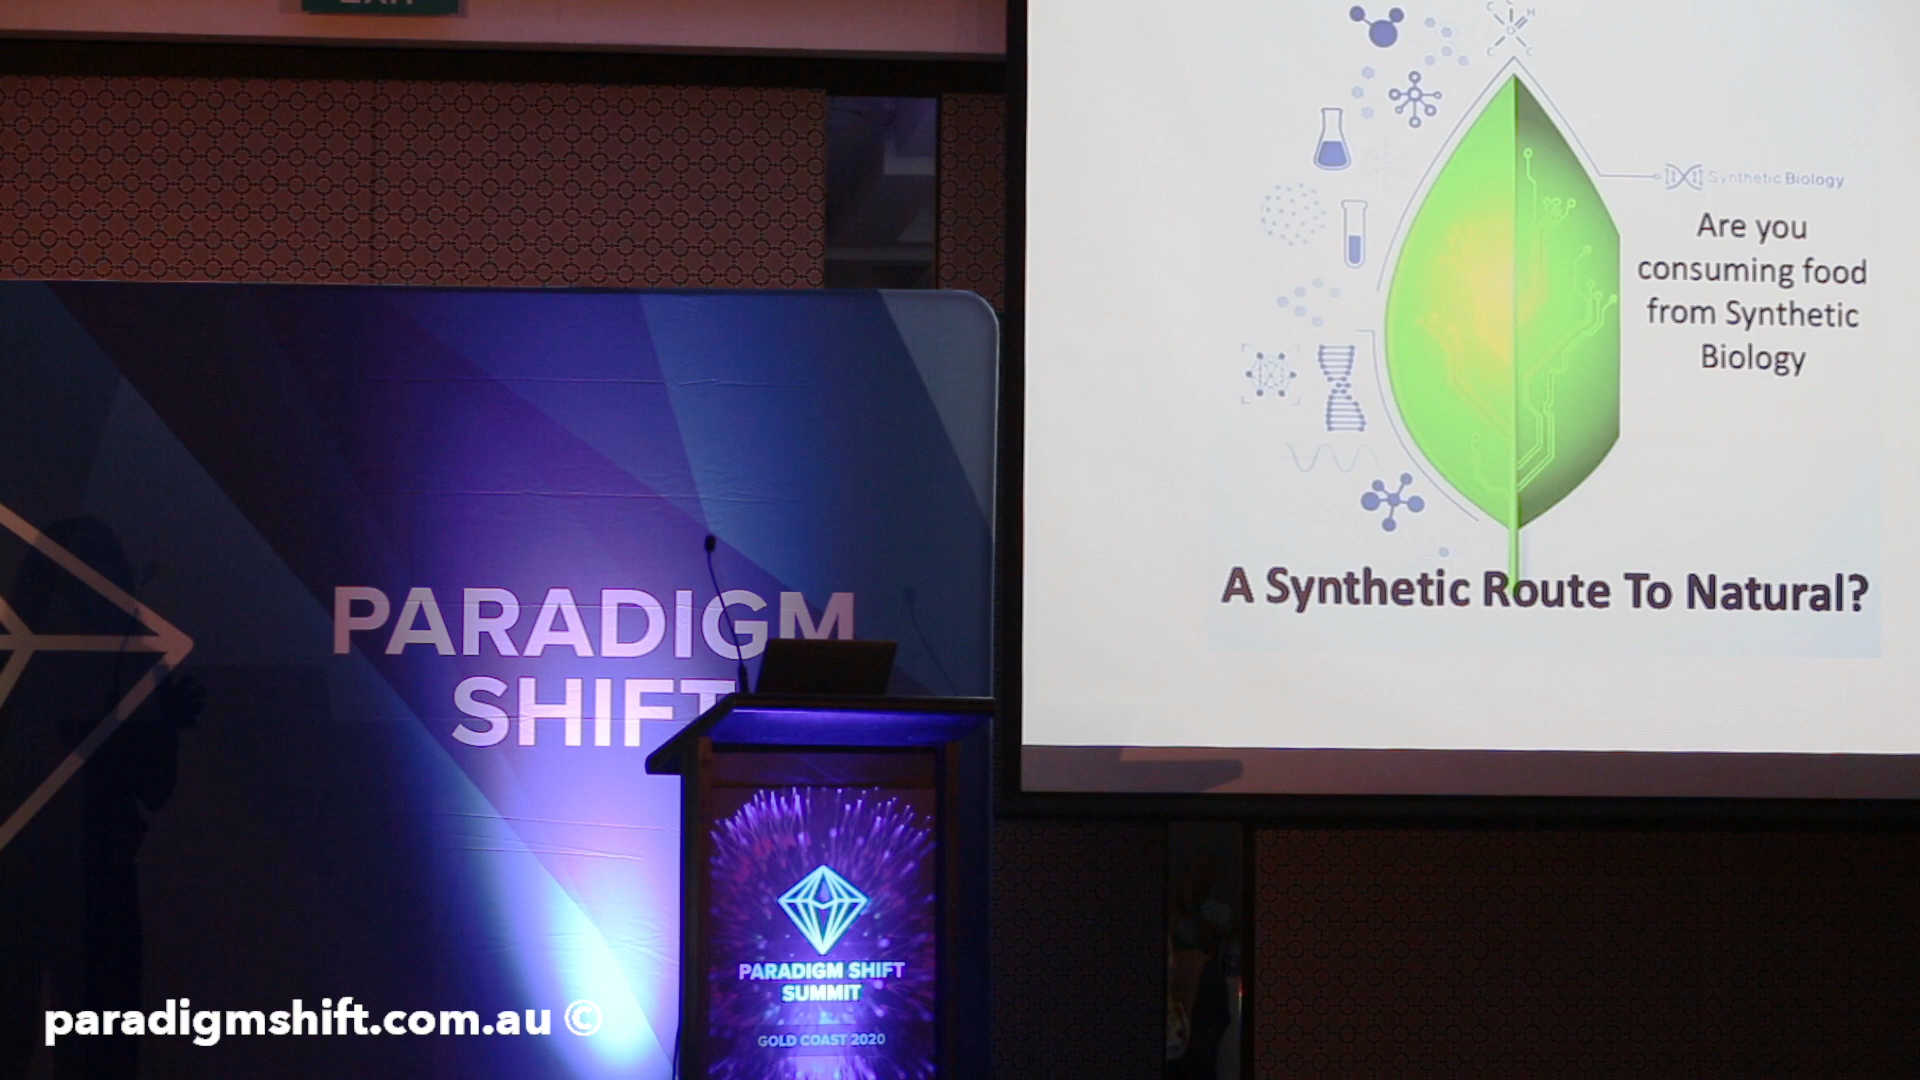 EXIT
Synthetic Biology
Are you
consuming food
from Synthetic
Biology
A Synthetic Route To Natural?
PARADIGM
SHIFT
PARADIGM SHIFT
SUMMIT
GOLD COAST 2020
paradigmshift.com.au ©